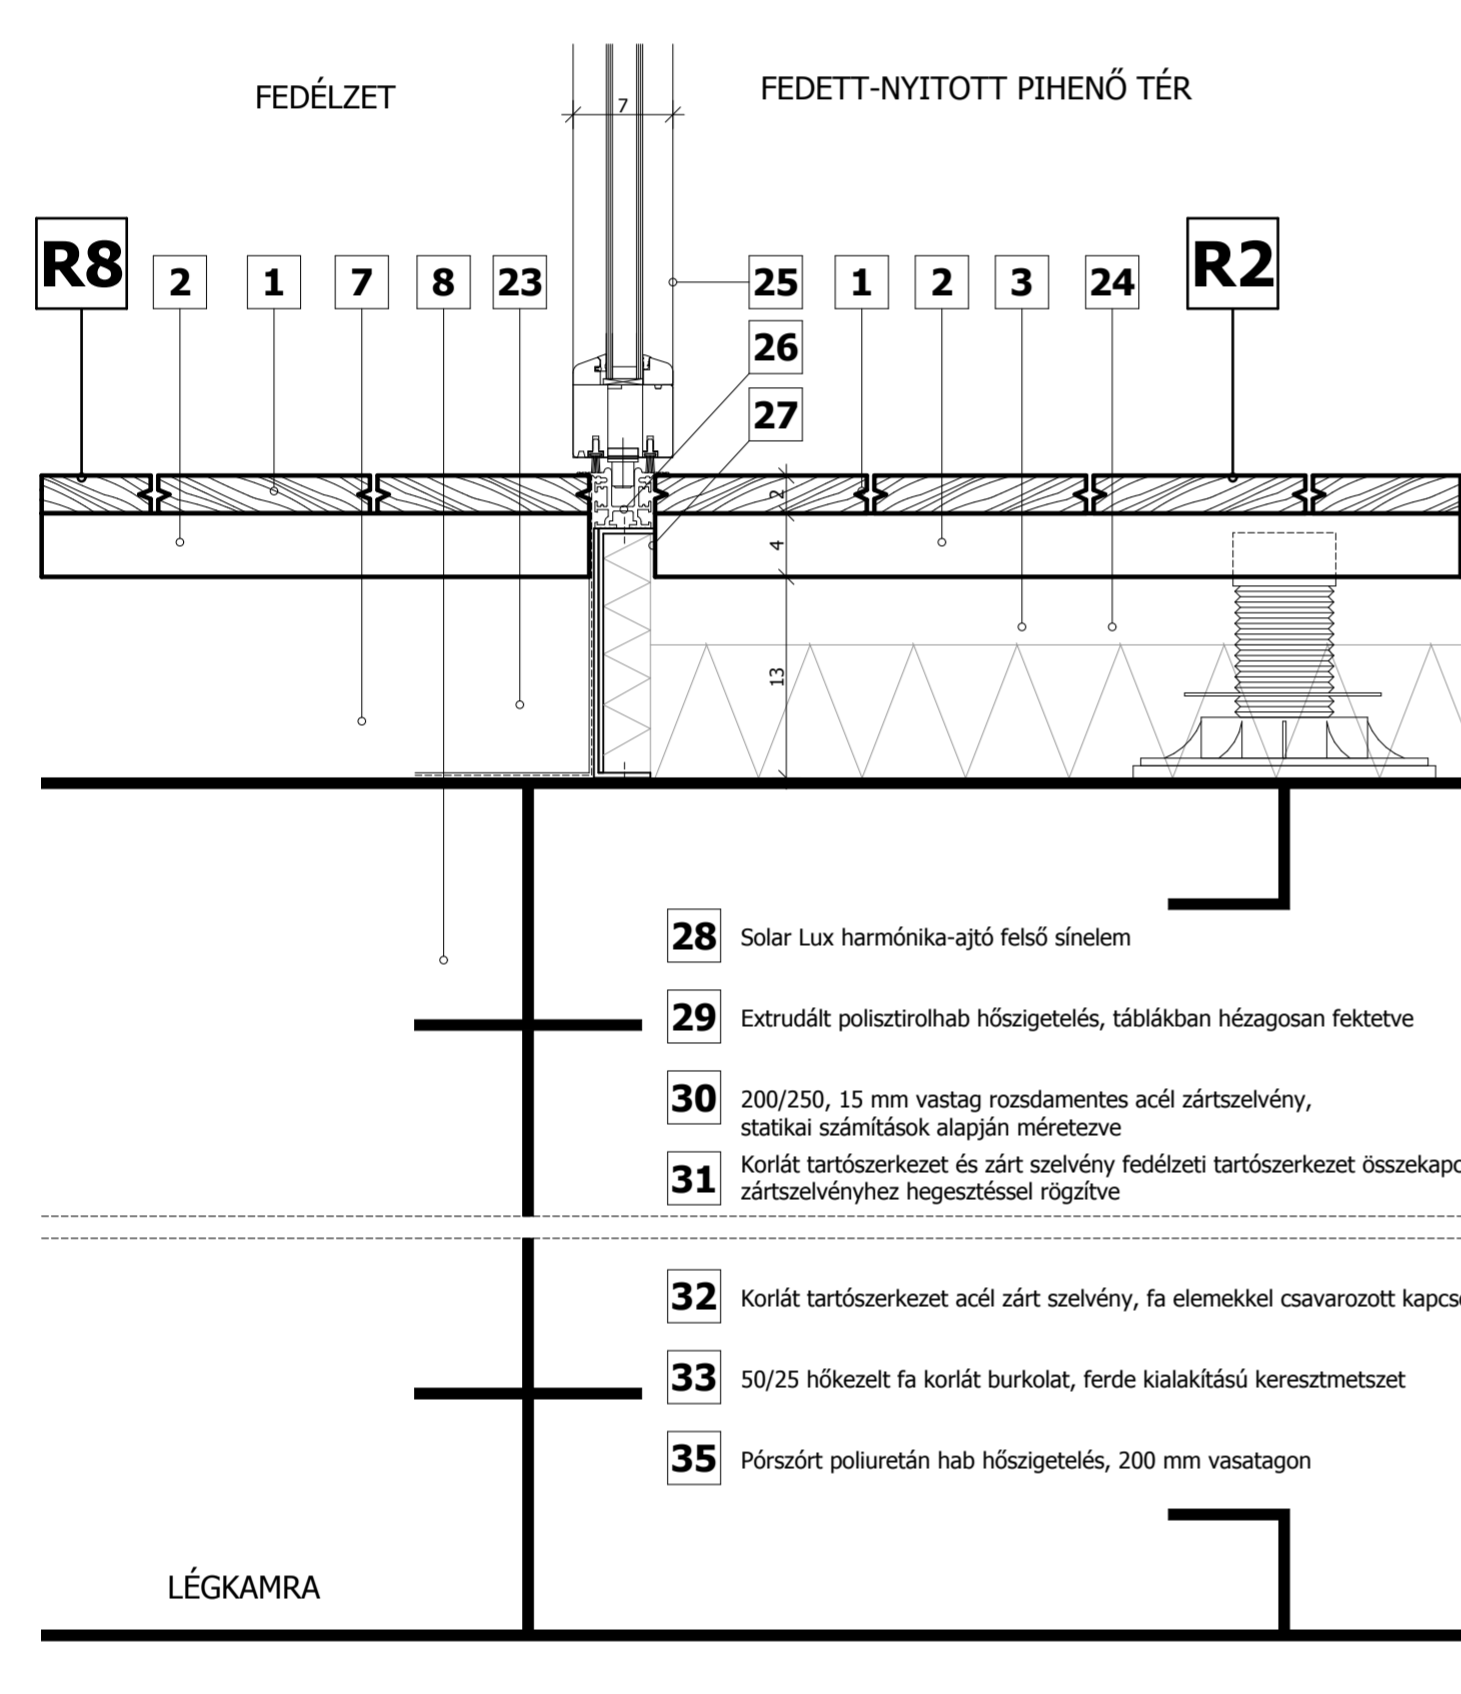 FEDÉLZET
FEDETT-NYITOTT PIHENŐ TÉR
7
R8
2
1
7
8
23
25
1
2
3
24
R2
26
27
2
4
13
28 Solar Lux harmónika-ajtó felső sínelem
29 Extrudált polisztirolhab hőszigetelés, táblákban hézagosan fektetve
30 200/250, 15 mm vastag rozsdamentes acél zártszelvény,
statikai számítások alapján méretezve
31 Korlát tartószerkezet és zárt szelvény fedélzeti tartószerkezet
zártszelvényhez hegesztéssel rögzítve
32 Korlát tartószerkezet acél zárt szelvény, fa elemekkel csavarozott
33 50/25 hőkezelt fa korlát burkolat, ferde kialakítású keresztmetszet
35 Pórszórt poliuretán hab hőszigetelés, 200 mm vasatagon
LÉGKAMRA